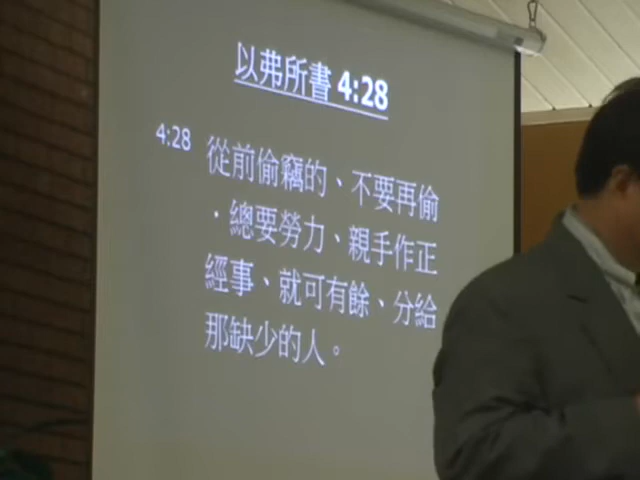 以弗所書 4:28
4:28 從前偷竊的、不要再偷
．總要勞力、親手作正
經事、就可有餘、分給
那缺少的人。